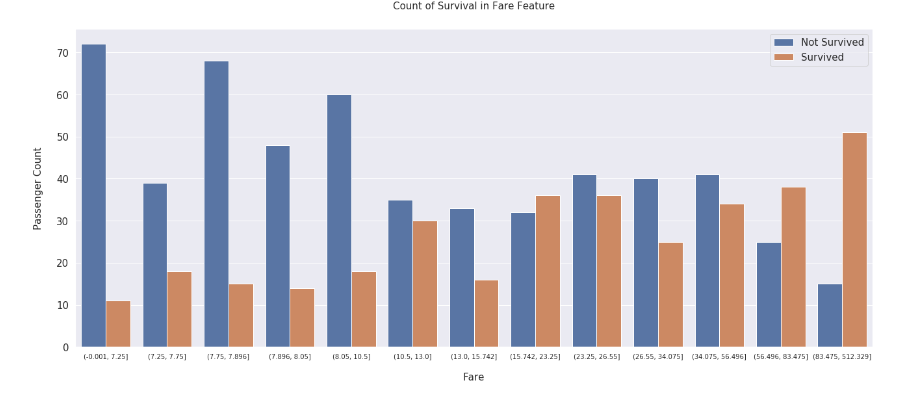 Count of Survival in Fare Feature
Not Survived
Survived
Passenger Count
70
60
50
40
30
20
10
0
(-0.001, 7.25] (7.25, 7.75] (7.75, 7.896] (7.896, 8.05] (8.05, 10.5] (10.5, 13.0] (13.0, 15.742] (15.742, 23.25] (23.25, 26.55] (26.55, 34.075] (34.075, 56.496] (56.496, 83.475] (83.475, 512.329]
Fare